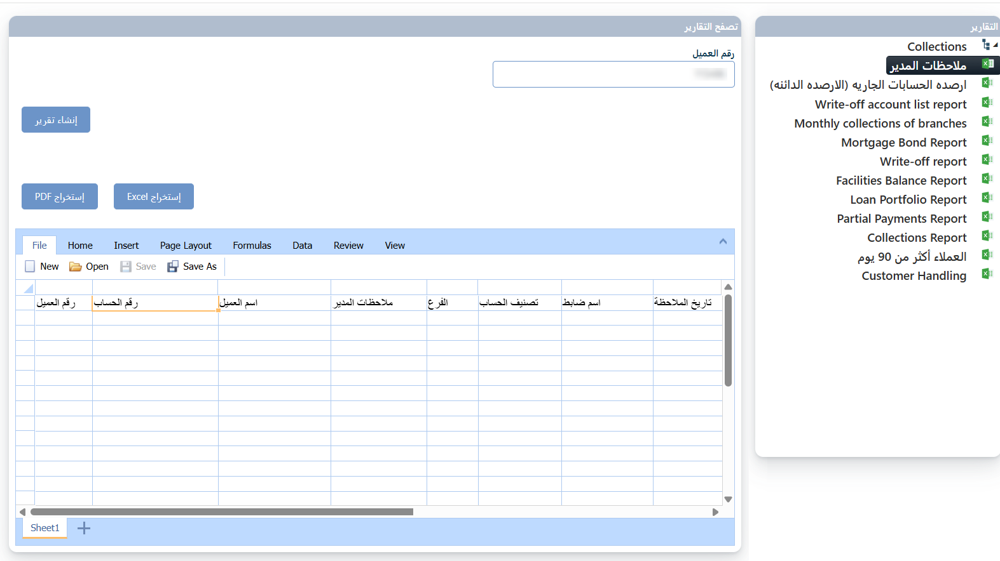 التقارير
Collections
ملاحظات المدير
ارصده الحسابات الجاريه (الارصده الدائنه)
Write-off account list report
Monthly collections of branches
Mortgage Bond Report
Write-off report
Facilities Balance Report
Loan Portfolio Report
Partial Payments Report
Collections Report
العملاء أكثر من 90 يوم
Customer Handling
تصفح التقارير
رقم العميل
إنشاء تقرير
إستخراج Excel
إستخراج PDF
File Home Insert Page Layout Formulas Data Review View
New Open Save Save As
رقم العميل رقم الحساب اسم العميل ملاحظات المدير الفرع تصنيف الحساب اسم ضابط تاريخ الملاحظة
Sheet1